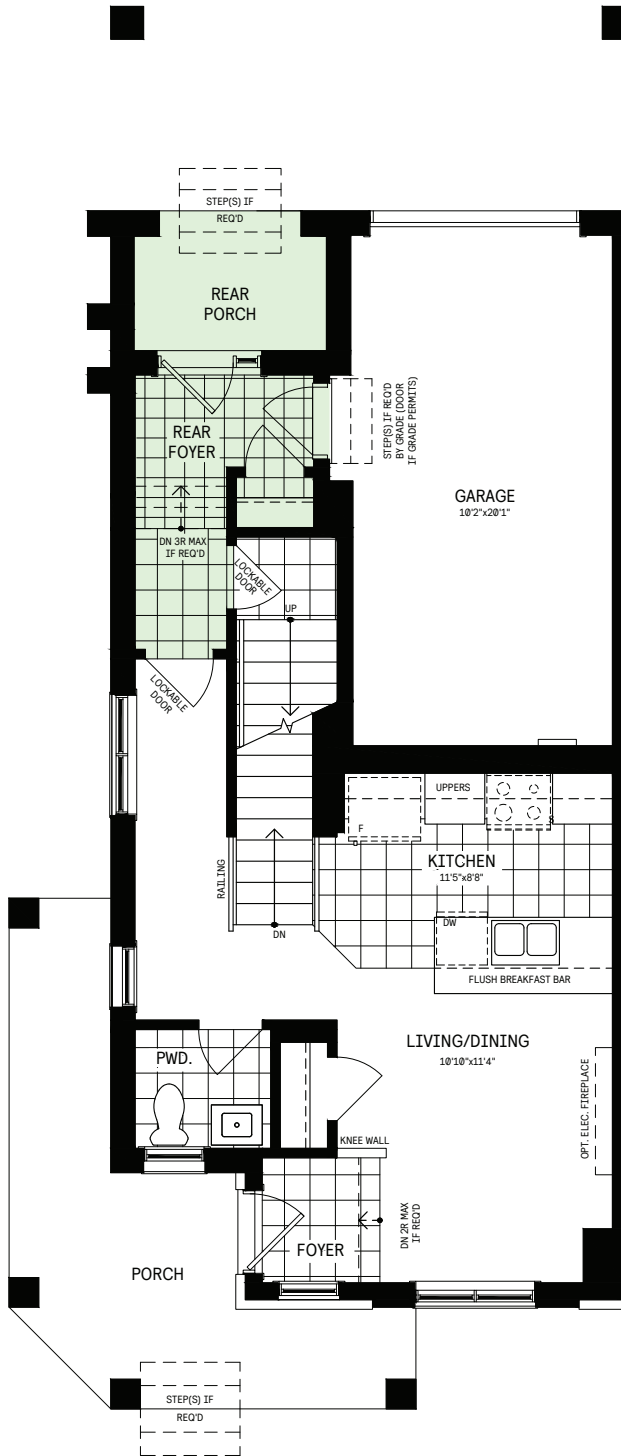 STEP(S) IF
REQ'D
REAR
PORCH
REAR
FOYER
STEP(S) IF REQ'D
BY GRADE (DOOR
IF GRADE PERMITS)
GARAGE
10'2"x20'1"
DN 3R MAX
IF REQ'D
LOCKABLE
DOOR
UP
LOCKABLE
DOOR
UPPERS
F
S
KITCHEN
11'5"x8'8"
RAILING
DW
DN
FLUSH BREAKFAST BAR
LIVING/DINING
10'10"x11'4"
PWD.
OPT. ELEC. FIREPLACE
KNEE WALL
DN 2R MAX
IF REQ'D
FOYER
PORCH
STEP(S) IF
REQ'D